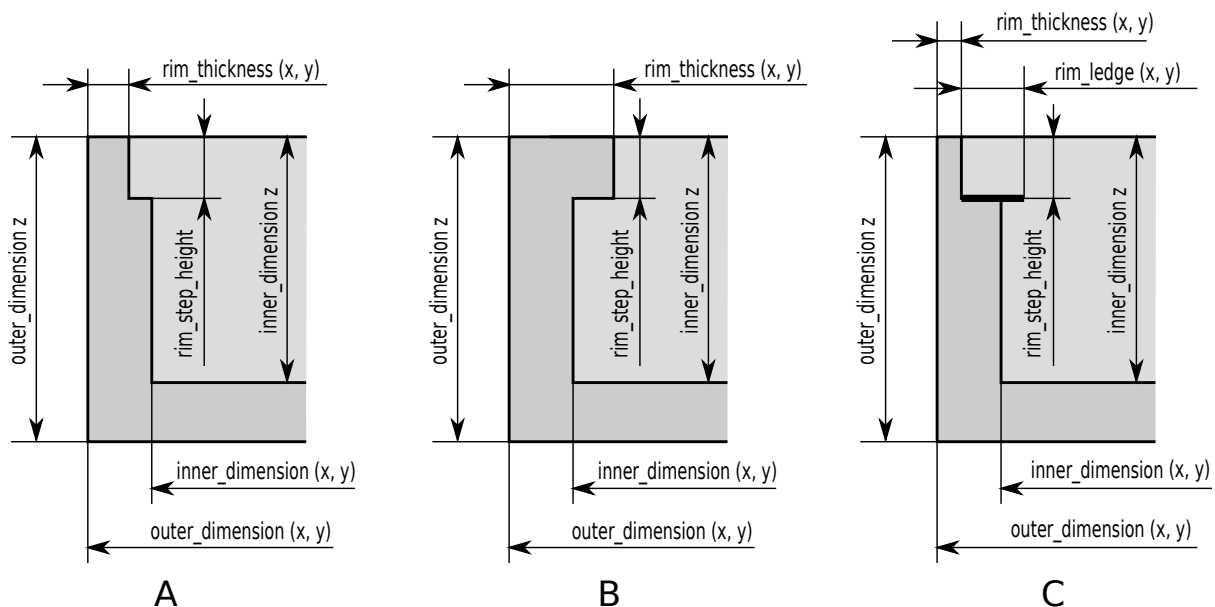 rim_thickness (x, y)
outer_dimension z
rim_step_height
inner_dimension z
inner_dimension (x, y)
outer_dimension (x, y)
A
rim_thickness (x, y)
outer_dimension z
rim_step_height
inner_dimension z
inner_dimension (x, y)
outer_dimension (x, y)
B
rim_thickness (x, y)
rim_ledge (x, y)
outer_dimension z
rim_step_height
inner_dimension z
inner_dimension (x, y)
outer_dimension (x, y)
C